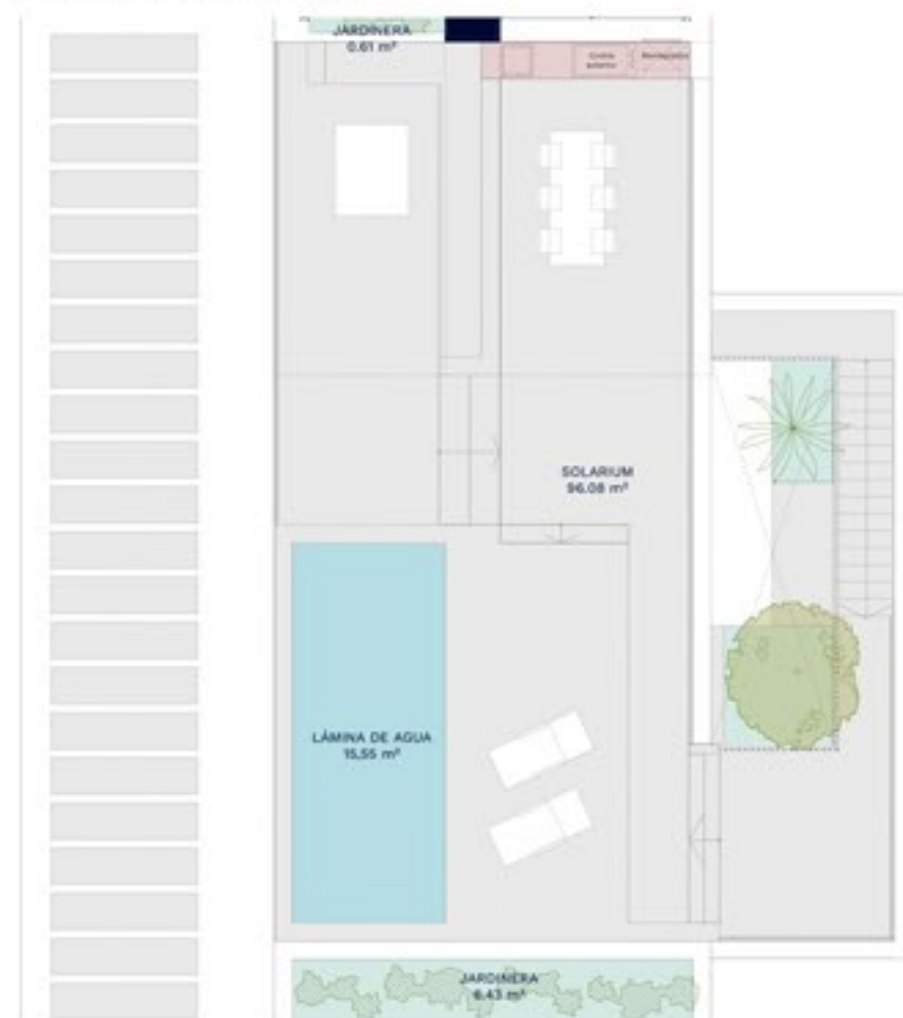 JARDINERA
0.61 m²
SOLARIUM
96.08 m²
LÁMINA DE AGUA
15,55 m²
JARDINERA
6.43 m²